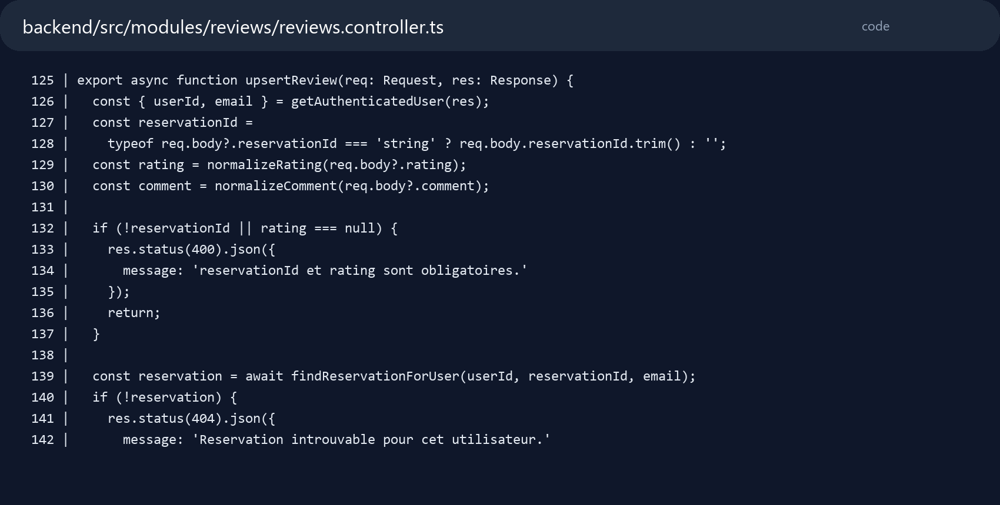 backend/src/modules/reviews/reviews.controller.ts
code
125 | export async function upsertReview(req: Request, res: Response) {
126 |   const { userId, email } = getAuthenticatedUser(res);
127 |   const reservationId =
128 |     typeof req.body?.reservationId === 'string' ? req.body.reservationId.trim() : '';
129 |   const rating = normalizeRating(req.body?.rating);
130 |   const comment = normalizeComment(req.body?.comment);
131 |
132 |   if (!reservationId || rating === null) {
133 |     res.status(400).json({
134 |       message: 'reservationId et rating sont obligatoires.'
135 |     });
136 |     return;
137 |   }
138 |
139 |   const reservation = await findReservationForUser(userId, reservationId, email);
140 |   if (!reservation) {
141 |     res.status(404).json({
142 |       message: 'Reservation introuvable pour cet utilisateur.'